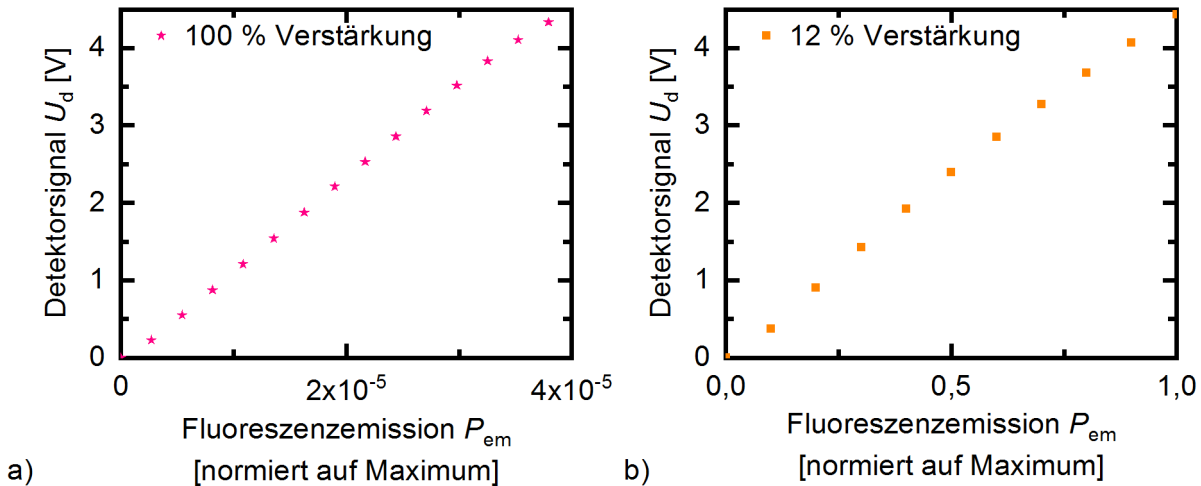 100 % Verstärkung
Detektorsignal U_d [V]
4
3
2
1
0
0
2x10^-5
4x10^-5
Fluoreszenzemission P_em
[normiert auf Maximum]
a)
12 % Verstärkung
Detektorsignal U_d [V]
4
3
2
1
0
0,0
0,5
1,0
Fluoreszenzemission P_em
[normiert auf Maximum]
b)